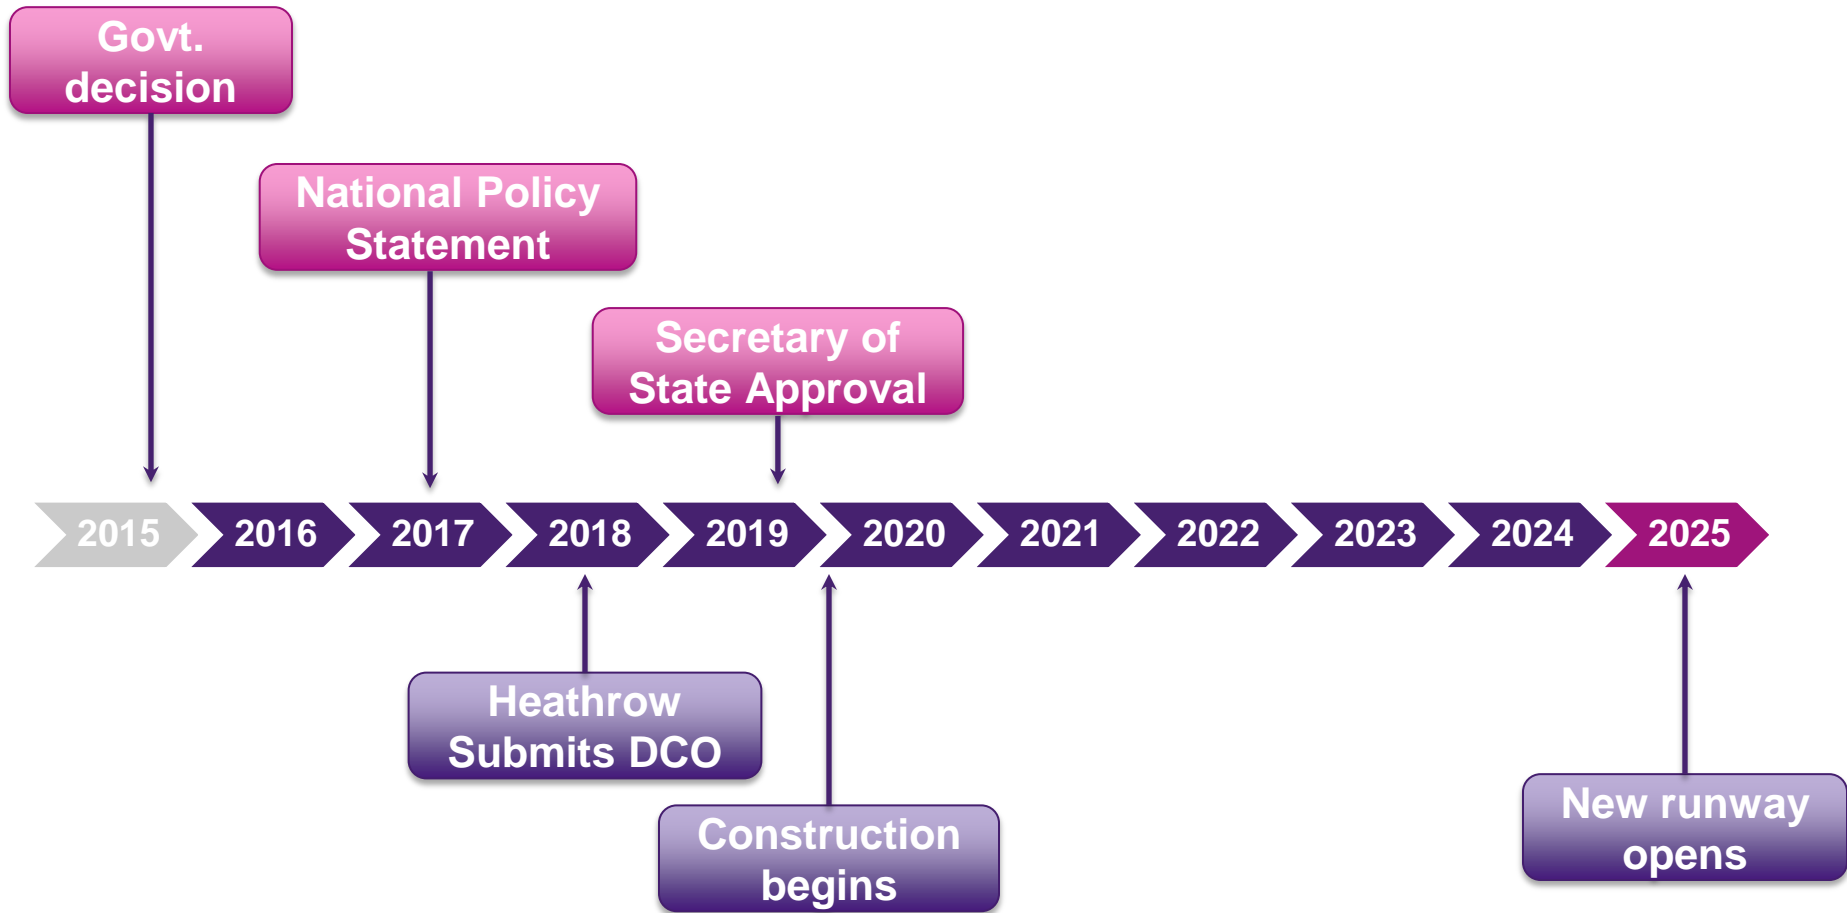 Govt.
decision
National Policy
Statement
Secretary of
State Approval
2015 2016 2017 2018 2019 2020 2021 2022 2023 2024 2025
Heathrow
Submits DCO
Construction
begins
New runway
opens